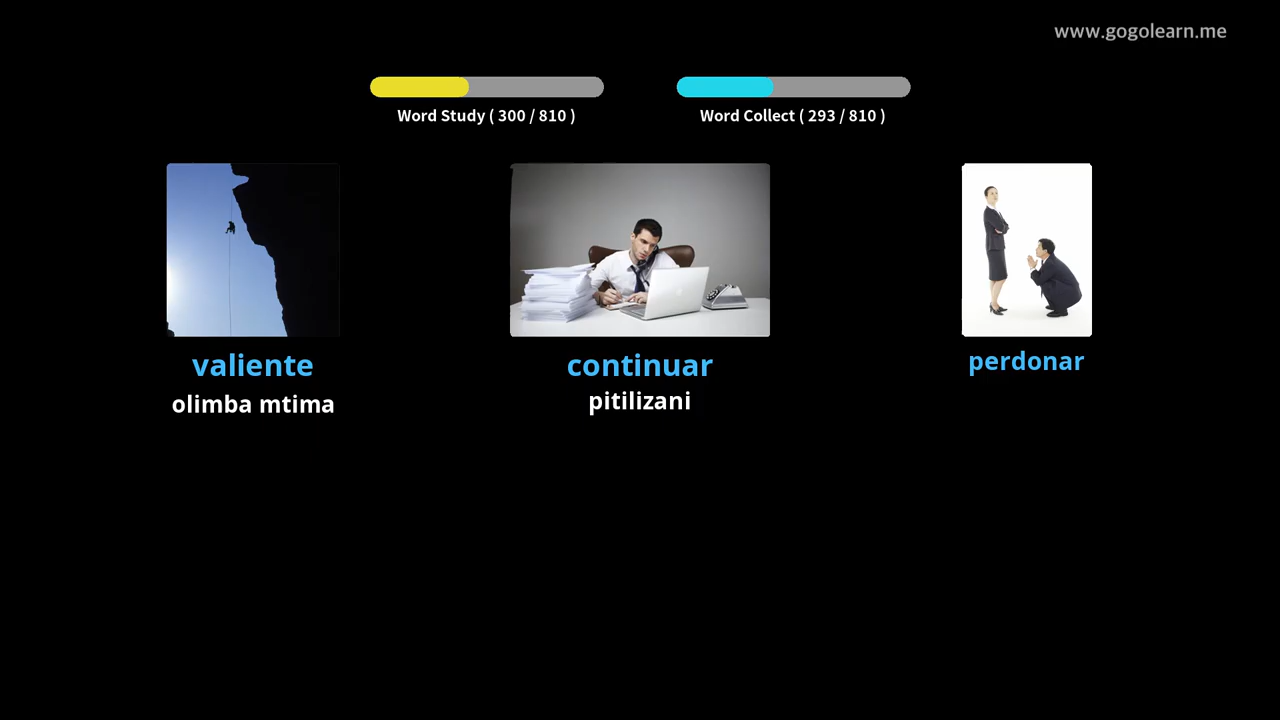 www.gogolearn.me
Word Study ( 300 / 810 )
Word Collect ( 293 / 810 )
valiente
olimba mtima
continuar
pitilizani
perdonar